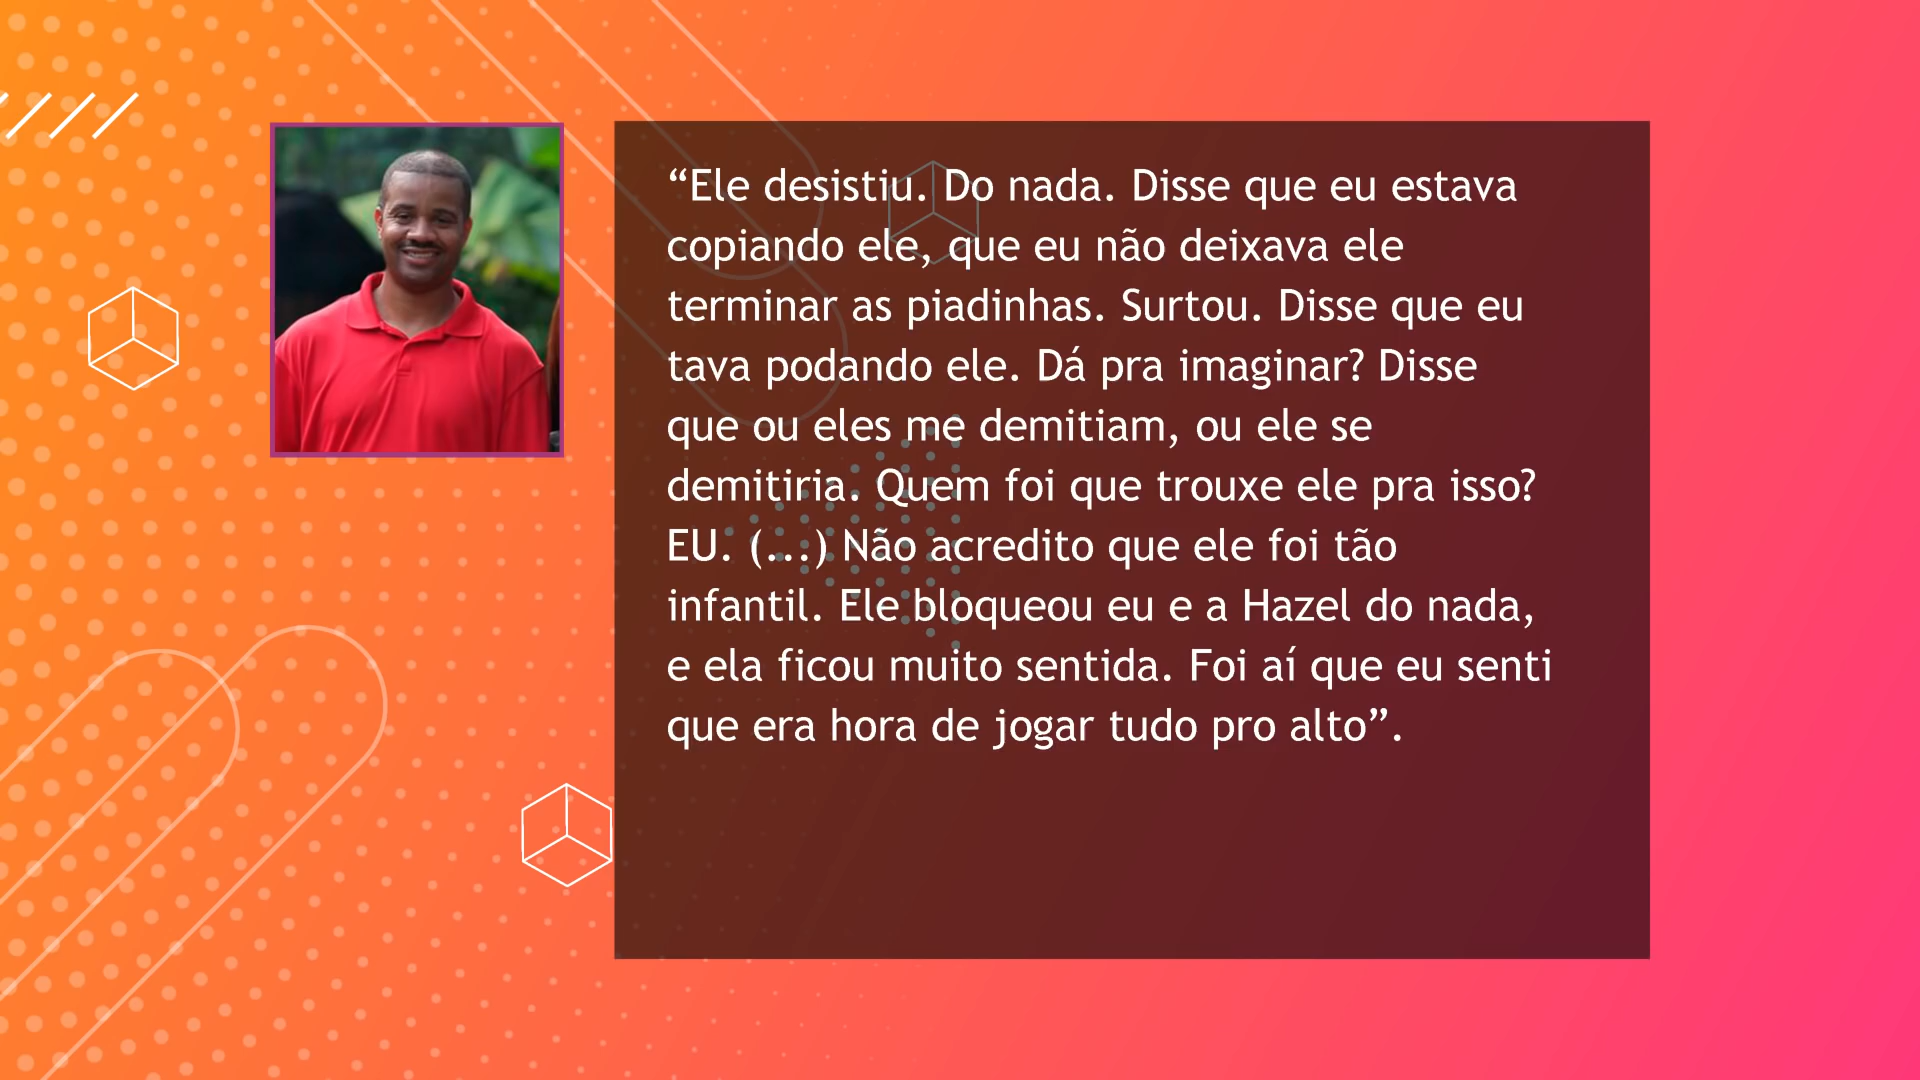 “Ele desistiu. Do nada. Disse que eu estava
copiando ele, que eu não deixava ele
terminar as piadinhas. Surtou. Disse que eu
tava podando ele. Dá pra imaginar? Disse
que ou eles me demitiam, ou ele se
demitiria. Quem foi que trouxe ele pra isso?
EU. (...) Não acredito que ele foi tão
infantil. Ele bloqueou eu e a Hazel do nada,
e ela ficou muito sentida. Foi aí que eu senti
que era hora de jogar tudo pro alto”.